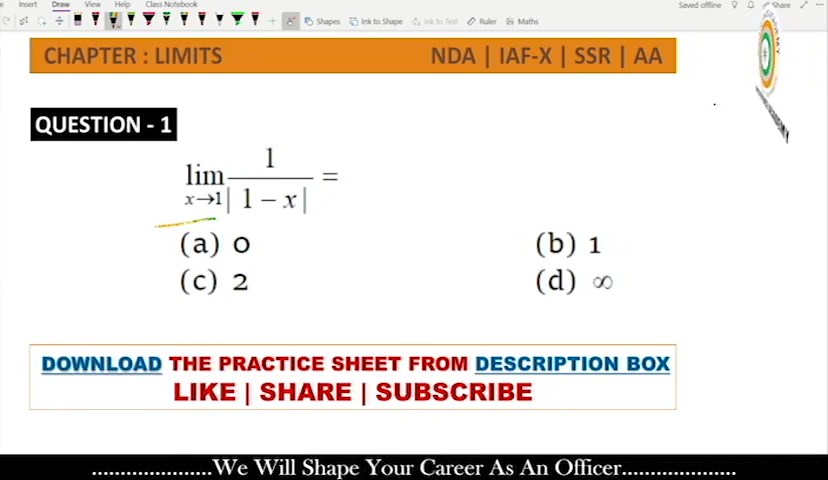 Insert Draw View Help Class Notebook Saved offline Share
Shapes Ink to Shape Ink to Text Ruler Maths
CHAPTER : LIMITS NDA | IAF-X | SSR | AA
QUESTION - 1
lim x→1 1 / | 1 − x | =
(a) 0 (b) 1
(c) 2 (d) ∞
DOWNLOAD THE PRACTICE SHEET FROM DESCRIPTION BOX
LIKE | SHARE | SUBSCRIBE
.....................We Will Shape Your Career As An Officer....................